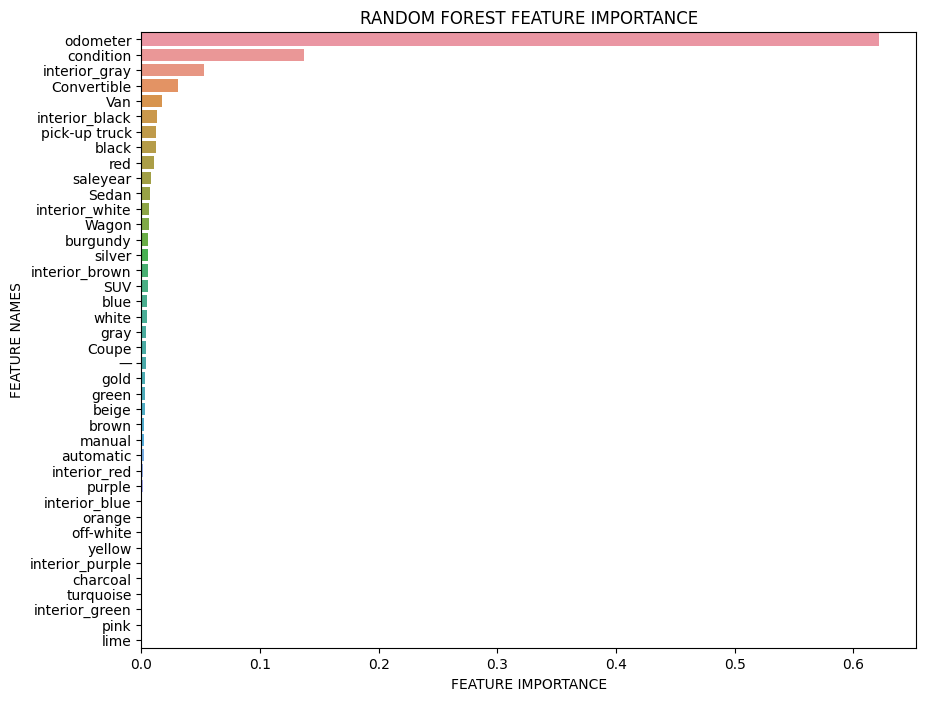 RANDOM FOREST FEATURE IMPORTANCE
odometer
condition
interior_gray
Convertible
Van
interior_black
pick-up truck
black
red
saleyear
Sedan
interior_white
Wagon
burgundy
silver
interior_brown
SUV
blue
white
gray
Coupe
—
gold
green
beige
brown
manual
automatic
interior_red
purple
interior_blue
orange
off-white
yellow
interior_purple
charcoal
turquoise
interior_green
pink
lime
FEATURE NAMES
0.0 0.1 0.2 0.3 0.4 0.5 0.6
FEATURE IMPORTANCE